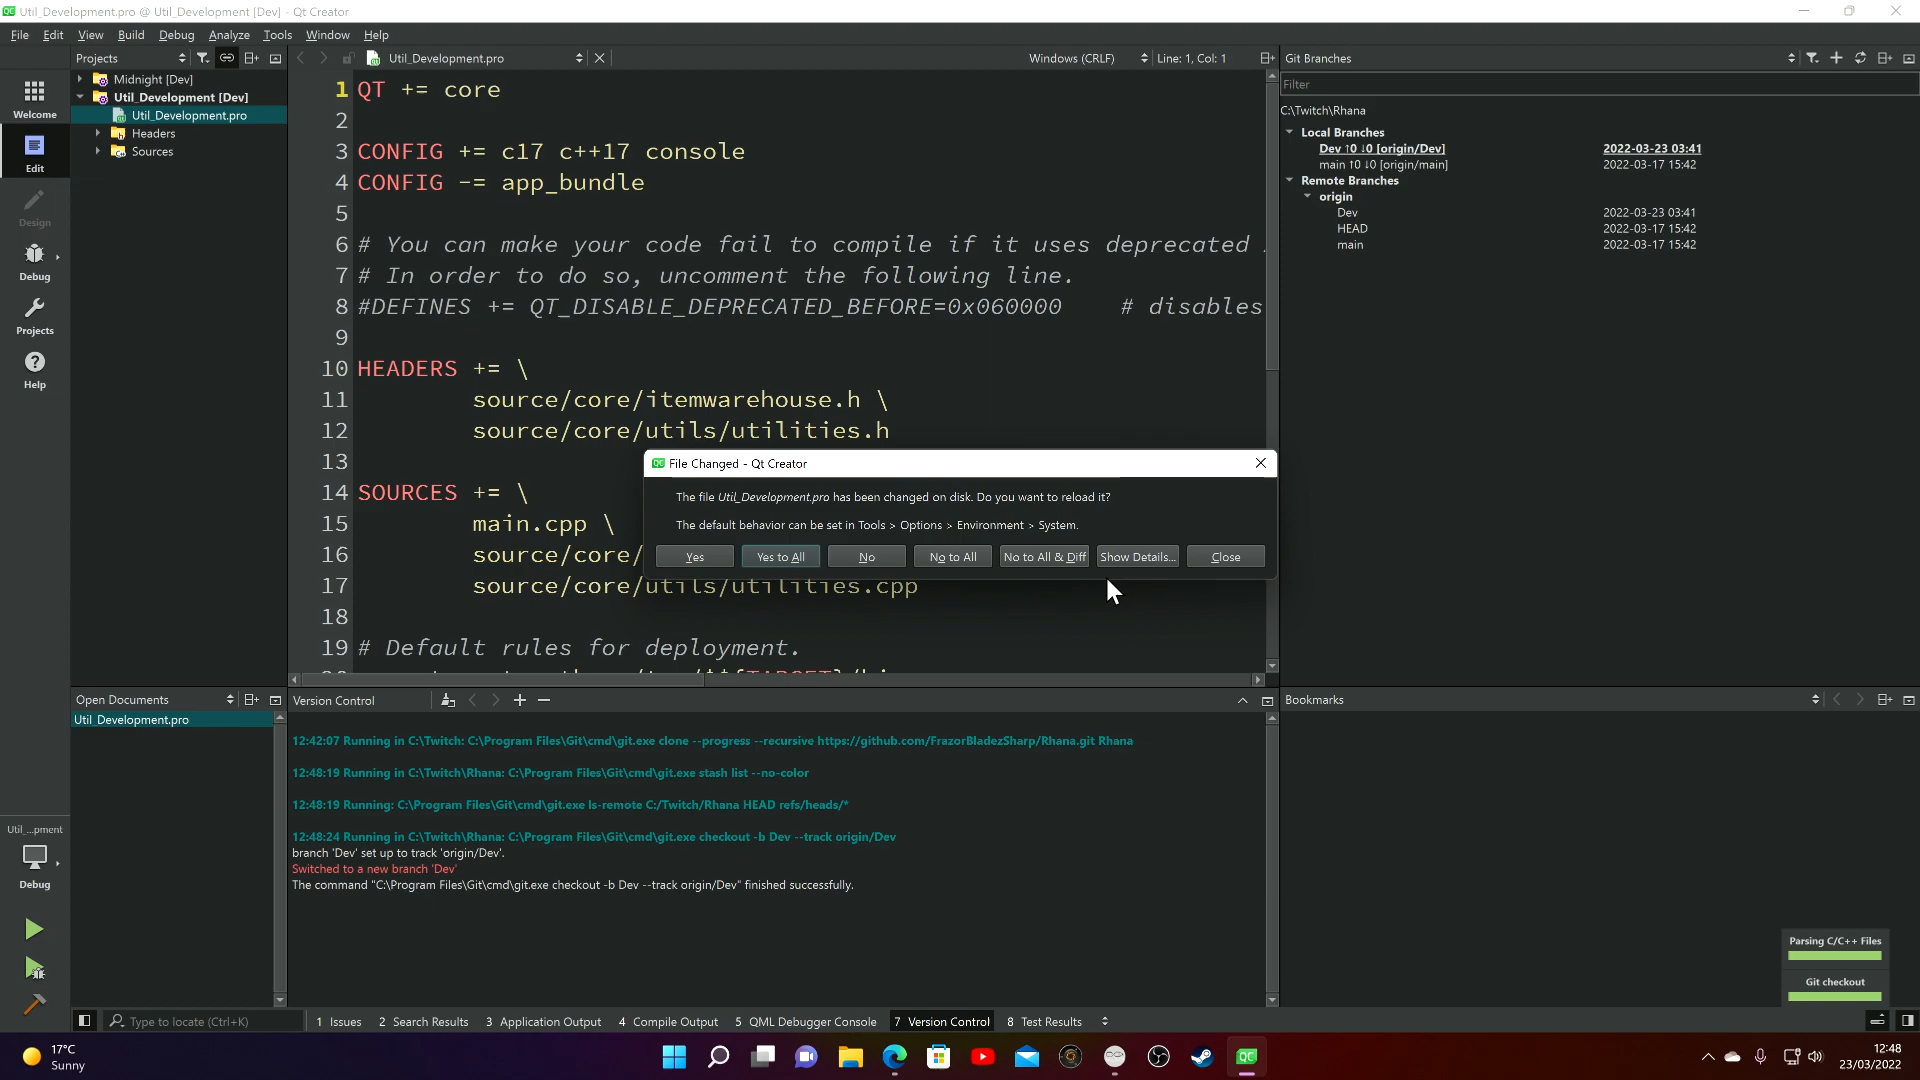 Util_Development.pro @ Util_Development [Dev] - Qt Creator
File Edit View Build Debug Analyze Tools Window Help
Projects
Util_Development.pro
Windows (CRLF)
Line: 1, Col: 1
Git Branches
Welcome
Edit
Design
Debug
Projects
Help
Midnight [Dev]
Util_Development [Dev]
Util_Development.pro
Headers
Sources
1 QT += core
2
3 CONFIG += c17 c++17 console
4 CONFIG -= app_bundle
5
6 # You can make your code fail to compile if it uses deprecated
7 # In order to do so, uncomment the following line.
8 #DEFINES += QT_DISABLE_DEPRECATED_BEFORE=0x060000 # disables
9
10 HEADERS += \
11 source/core/itemwarehouse.h \
12 source/core/utils/utilities.h
13
14 SOURCES += \
15 main.cpp \
16 source/core/
17 source/core/utils/utilities.cpp
18
19 # Default rules for deployment.
File Changed - Qt Creator
The file Util_Development.pro has been changed on disk. Do you want to reload it?
The default behavior can be set in Tools > Options > Environment > System.
Yes
Yes to All
No
No to All
No to All & Diff
Show Details...
Close
Filter
C:\Twitch\Rhana
Local Branches
Dev ↑0 ↓0 [origin/Dev] 2022-03-23 03:41
main ↑0 ↓0 [origin/main] 2022-03-17 15:42
Remote Branches
origin
Dev 2022-03-23 03:41
HEAD 2022-03-17 15:42
main 2022-03-17 15:42
Open Documents
Util_Development.pro
Version Control
12:42:07 Running in C:\Twitch: C:\Program Files\Git\cmd\git.exe clone --progress --recursive https://github.com/FrazorBladezSharp/Rhana.git Rhana
12:48:19 Running in C:\Twitch\Rhana: C:\Program Files\Git\cmd\git.exe stash list --no-color
12:48:19 Running: C:\Program Files\Git\cmd\git.exe ls-remote C:/Twitch/Rhana HEAD refs/heads/*
12:48:24 Running in C:\Twitch\Rhana: C:\Program Files\Git\cmd\git.exe checkout -b Dev --track origin/Dev
branch 'Dev' set up to track 'origin/Dev'.
Switched to a new branch 'Dev'
The command "C:\Program Files\Git\cmd\git.exe checkout -b Dev --track origin/Dev" finished successfully.
Bookmarks
Parsing C/C++ Files
Git checkout
Util...pment
Debug
Type to locate (Ctrl+K)
1 Issues
2 Search Results
3 Application Output
4 Compile Output
5 QML Debugger Console
7 Version Control
8 Test Results
17°C
Sunny
QC
12:48
23/03/2022